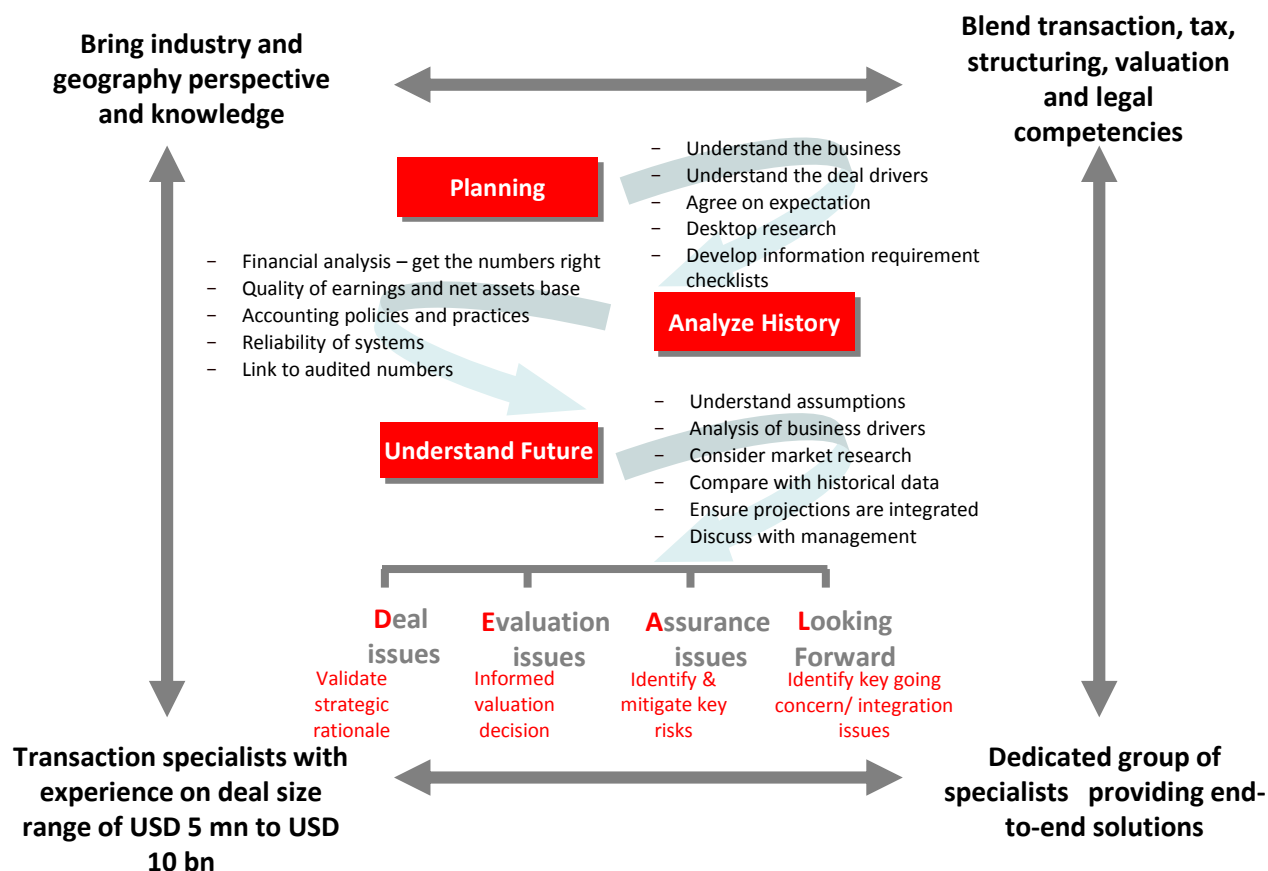 Bring industry and
geography perspective
and knowledge
Blend transaction, tax,
structuring, valuation
and legal
competencies
Planning
– Understand the business
– Understand the deal drivers
– Agree on expectation
– Desktop research
– Develop information requirement
checklists
– Financial analysis – get the numbers right
– Quality of earnings and net assets base
– Accounting policies and practices
– Reliability of systems
– Link to audited numbers
Analyze History
Understand Future
– Understand assumptions
– Analysis of business drivers
– Consider market research
– Compare with historical data
– Ensure projections are integrated
– Discuss with management
Deal
issues
Validate
strategic
rationale
Evaluation
issues
Informed
valuation
decision
Assurance
issues
Identify &
mitigate key
risks
Looking
Forward
Identify key going
concern/ integration
issues
Transaction specialists with
experience on deal size
range of USD 5 mn to USD
10 bn
Dedicated group of
specialists providing end-
to-end solutions